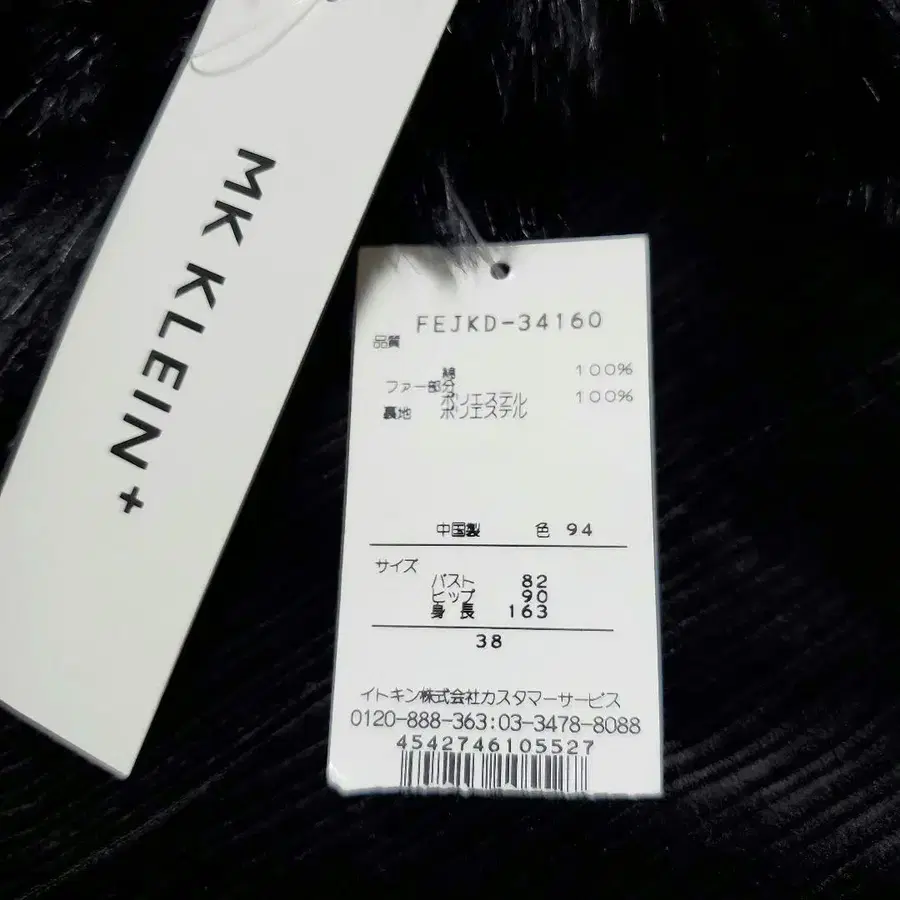 MK KLEIN+
FEJKD-34160
品質
綿 100%
ファー部分
ポリエステル 100%
裏地 ポリエステル
中国製 色 94
サイズ
バスト 82
ヒップ 90
身長 163
38
イトキン株式会社カスタマーサービス
0120-888-363:03-3478-8088
4542746105527